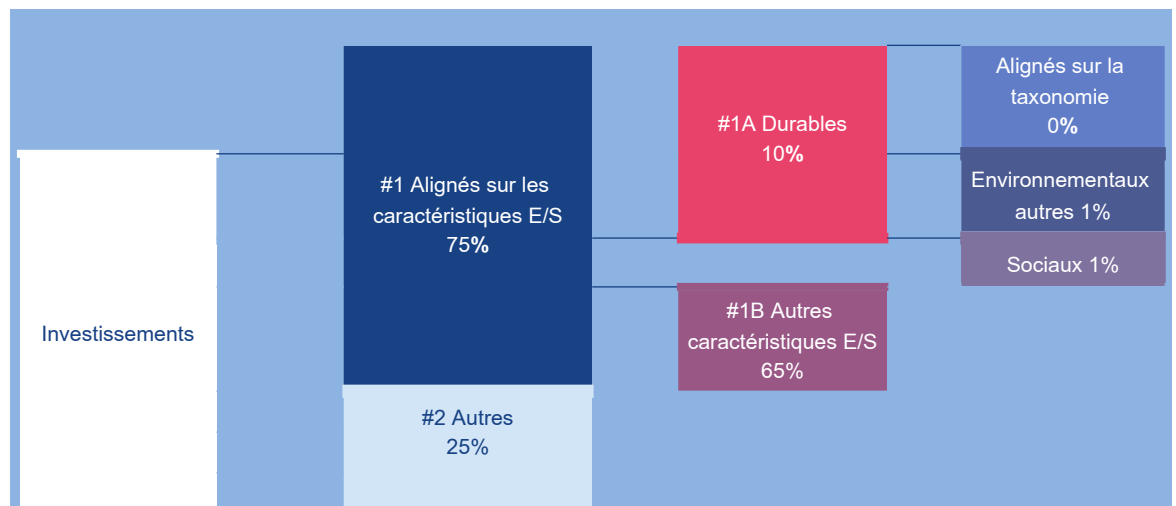 Investissements
#1 Alignés sur les
caractéristiques E/S
75%
#2 Autres
25%
#1A Durables
10%
#1B Autres
caractéristiques E/S
65%
Alignés sur la
taxonomie
0%
Environnementaux
autres 1%
Sociaux 1%